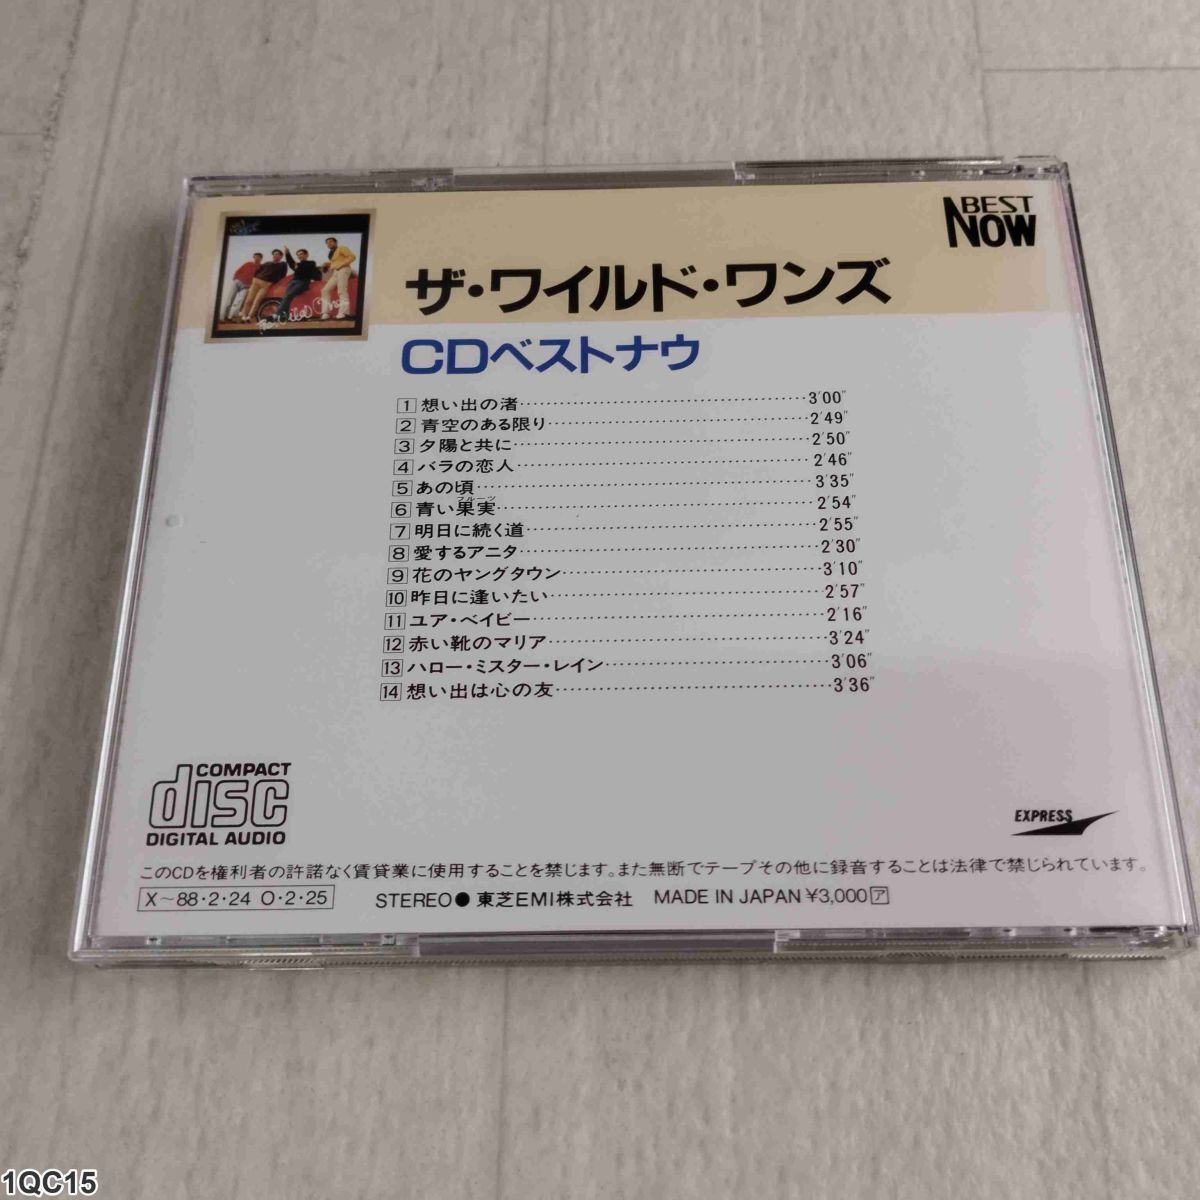 BEST
NOW
The Wild Ones
ザ・ワイルド・ワンズ
CDベストナウ
1 想い出の渚 3′00″
2 青空のある限り 2′49″
3 夕陽と共に 2′50″
4 バラの恋人 2′46″
5 あの頃 3′35″
フルーツ
6 青い果実 2′54″
7 明日に続く道 2′55″
8 愛するアニタ 2′30″
9 花のヤングタウン 3′10″
10 昨日に逢いたい 2′57″
11 ユア・ベイビー 2′16″
12 赤い靴のマリア 3′24″
13 ハロー・ミスター・レイン 3′06″
14 想い出は心の友 3′36″
COMPACT
disc
DIGITAL AUDIO
EXPRESS
このCDを権利者の許諾なく賃貸業に使用することを禁じます。また無断でテープその他に録音することは法律で禁じられています。
X～88・2・24 O・2・25
STEREO● 東芝EMI株式会社 MADE IN JAPAN ¥3,000 ア
1QC15